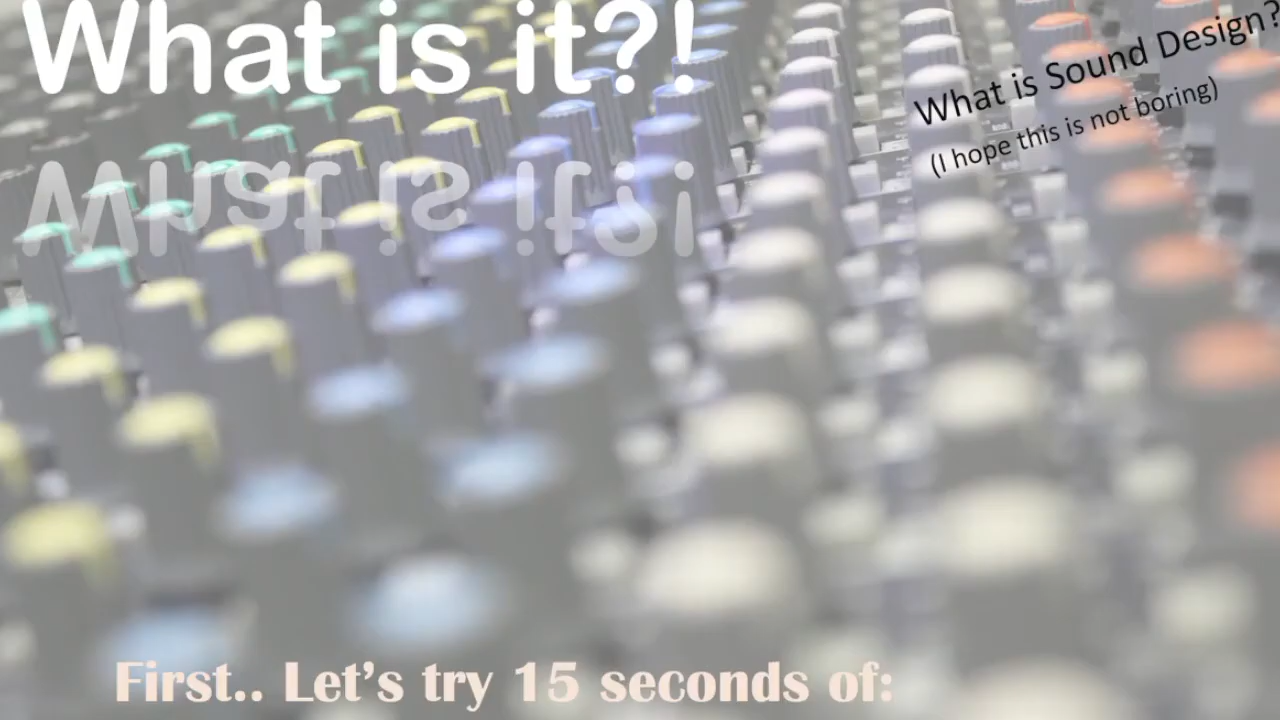 What is it?!
What is Sound Design?
(I hope this is not boring)
First.. Let's try 15 seconds of: